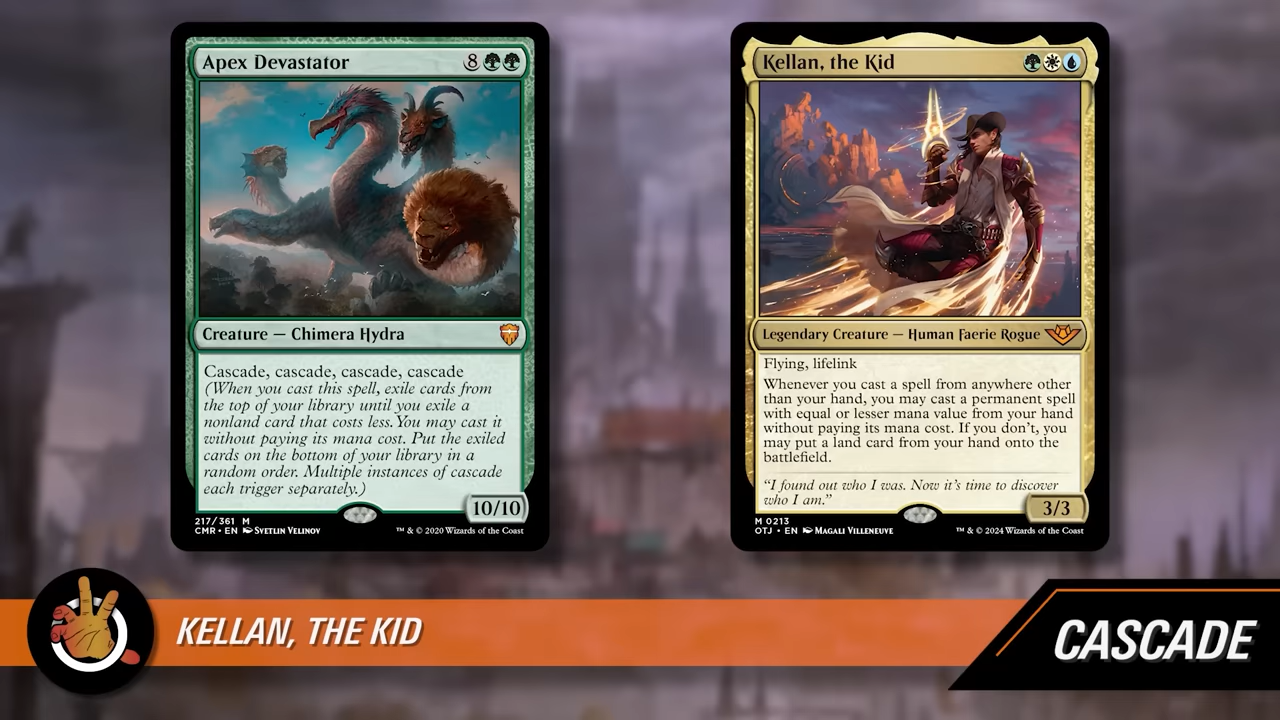 Apex Devastator
8
Creature — Chimera Hydra
Cascade, cascade, cascade, cascade
(When you cast this spell, exile cards from
the top of your library until you exile a
nonland card that costs less. You may cast it
without paying its mana cost. Put the exiled
cards on the bottom of your library in a
random order. Multiple instances of cascade
each trigger separately.)
10/10
217/361 M
CMR • EN Svetlin Velinov
™ & © 2020 Wizards of the Coast
Kellan, the Kid
Legendary Creature — Human Faerie Rogue
Flying, lifelink
Whenever you cast a spell from anywhere other
than your hand, you may cast a permanent spell
with equal or lesser mana value from your hand
without paying its mana cost. If you don't, you
may put a land card from your hand onto the
battlefield.
“I found out who I was. Now it's time to discover
who I am.”
3/3
M 0213
OTJ • EN Magali Villeneuve
™ & © 2024 Wizards of the Coast
KELLAN, THE KID
CASCADE